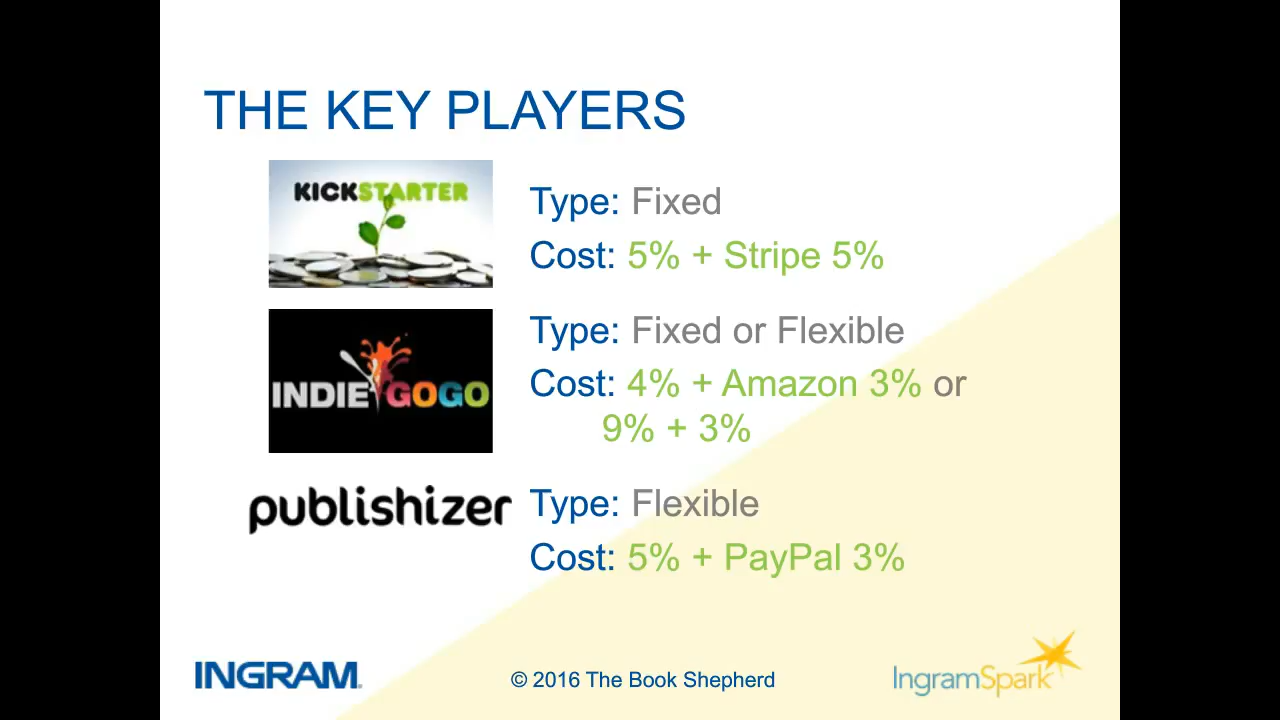 THE KEY PLAYERS
KICKSTARTER
Type: Fixed
Cost: 5% + Stripe 5%
INDIEGOGO
Type: Fixed or Flexible
Cost: 4% + Amazon 3% or
9% + 3%
publishizer
Type: Flexible
Cost: 5% + PayPal 3%
INGRAM
© 2016 The Book Shepherd
IngramSpark